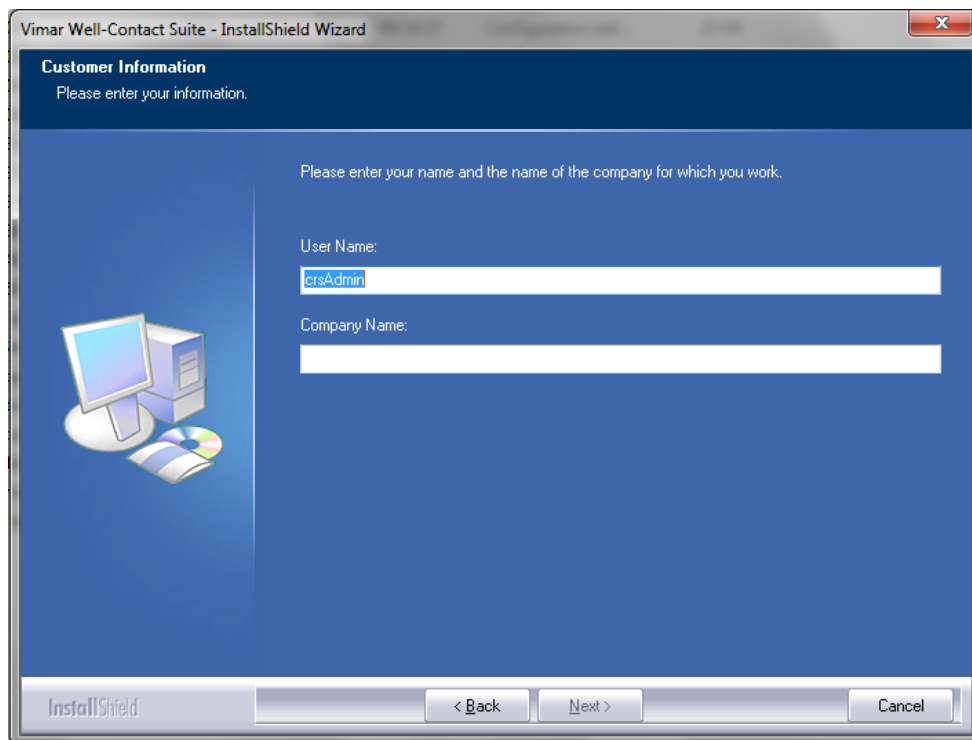 Vimar Well-Contact Suite - InstallShield Wizard
Customer Information
Please enter your information.
Please enter your name and the name of the company for which you work.
User Name:
crsAdmin
Company Name:
InstallShield
< Back
Next >
Cancel